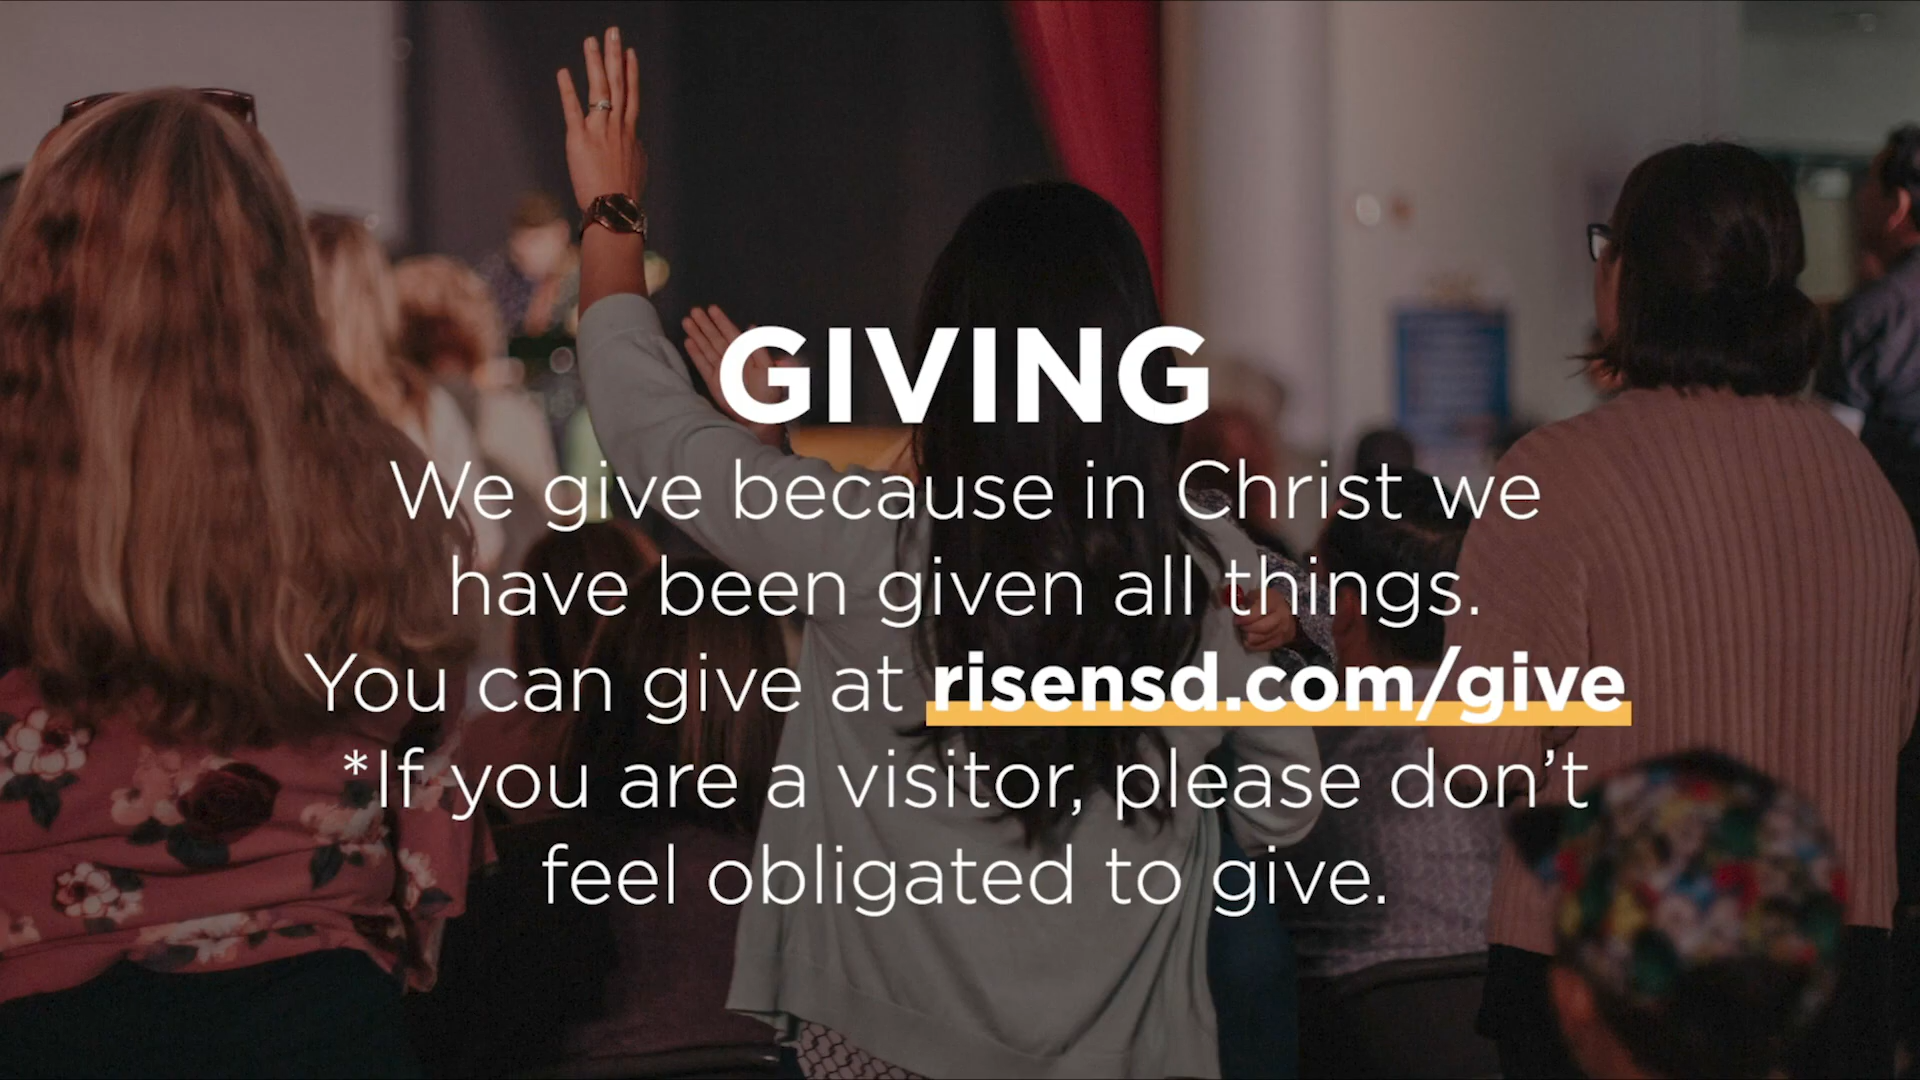 GIVING
We give because in Christ we
have been given all things.
You can give at risensd.com/give
*If you are a visitor, please don’t
feel obligated to give.